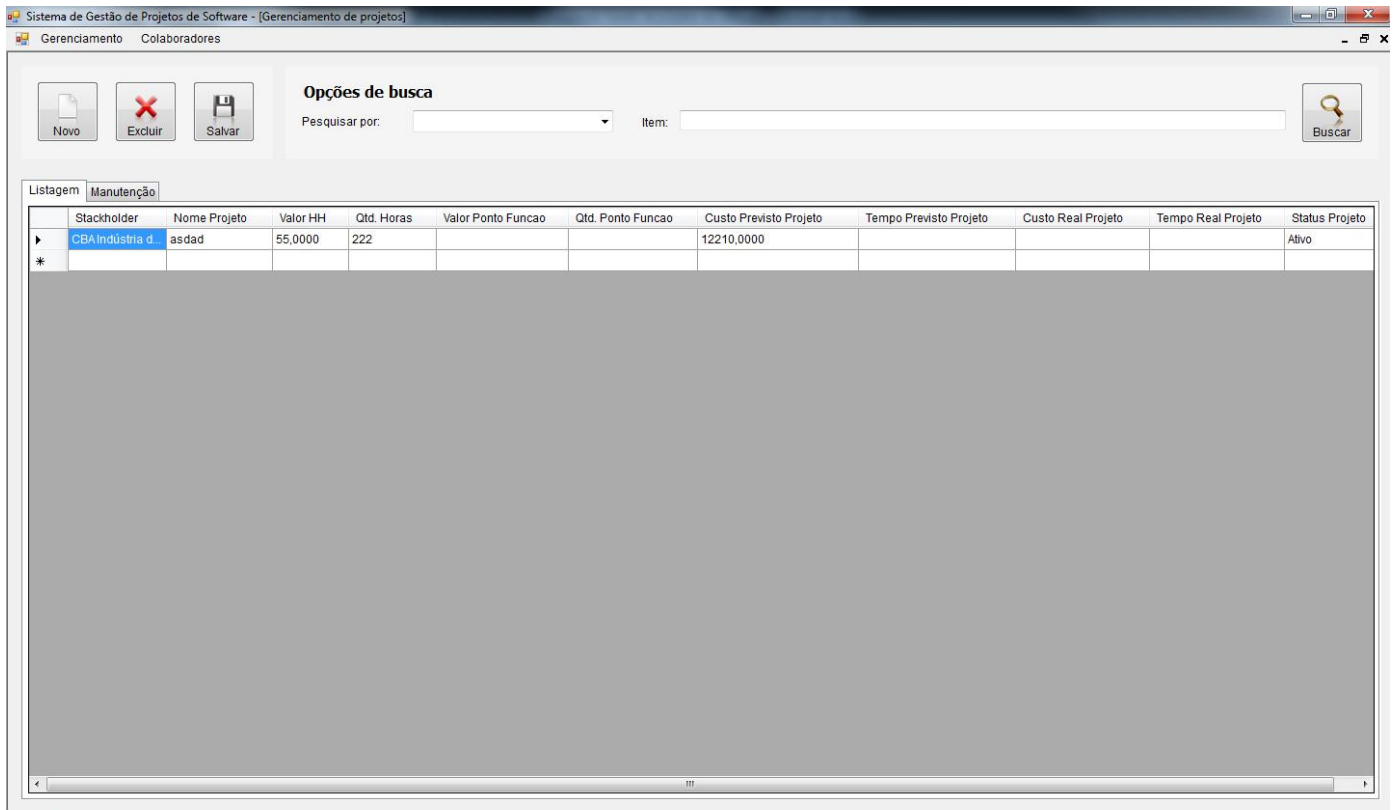 Sistema de Gestão de Projetos de Software - [Gerenciamento de projetos]
Gerenciamento Colaboradores
Opções de busca
Novo Excluir Salvar Pesquisar por: Item: Buscar
Listagem Manutenção
Stackholder Nome Projeto Valor HH Qtd. Horas Valor Ponto Funcao Qtd. Ponto Funcao Custo Previsto Projeto Tempo Previsto Projeto Custo Real Projeto Tempo Real Projeto Status Projeto
CBA Indústria d... asdad 55,0000 222 12210,0000 Ativo